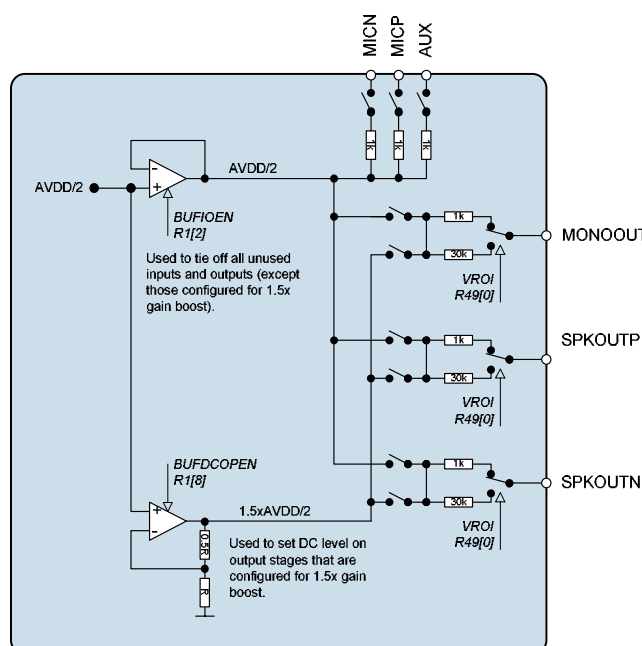 MICN
MICP
AUX
1k
1k
1k
-
+
AVDD/2
AVDD/2
BUFIOEN
R1[2]
Used to tie off all unused
inputs and outputs (except
those configured for 1.5x
gain boost).
1k
30k
MONOOUT
VROI
R49[0]
1k
30k
SPKOUTP
VROI
R49[0]
BUFDCOPEN
R1[8]
+
-
1.5xAVDD/2
0.5R
R
Used to set DC level on
output stages that are
configured for 1.5x gain
boost.
1k
30k
SPKOUTN
VROI
R49[0]